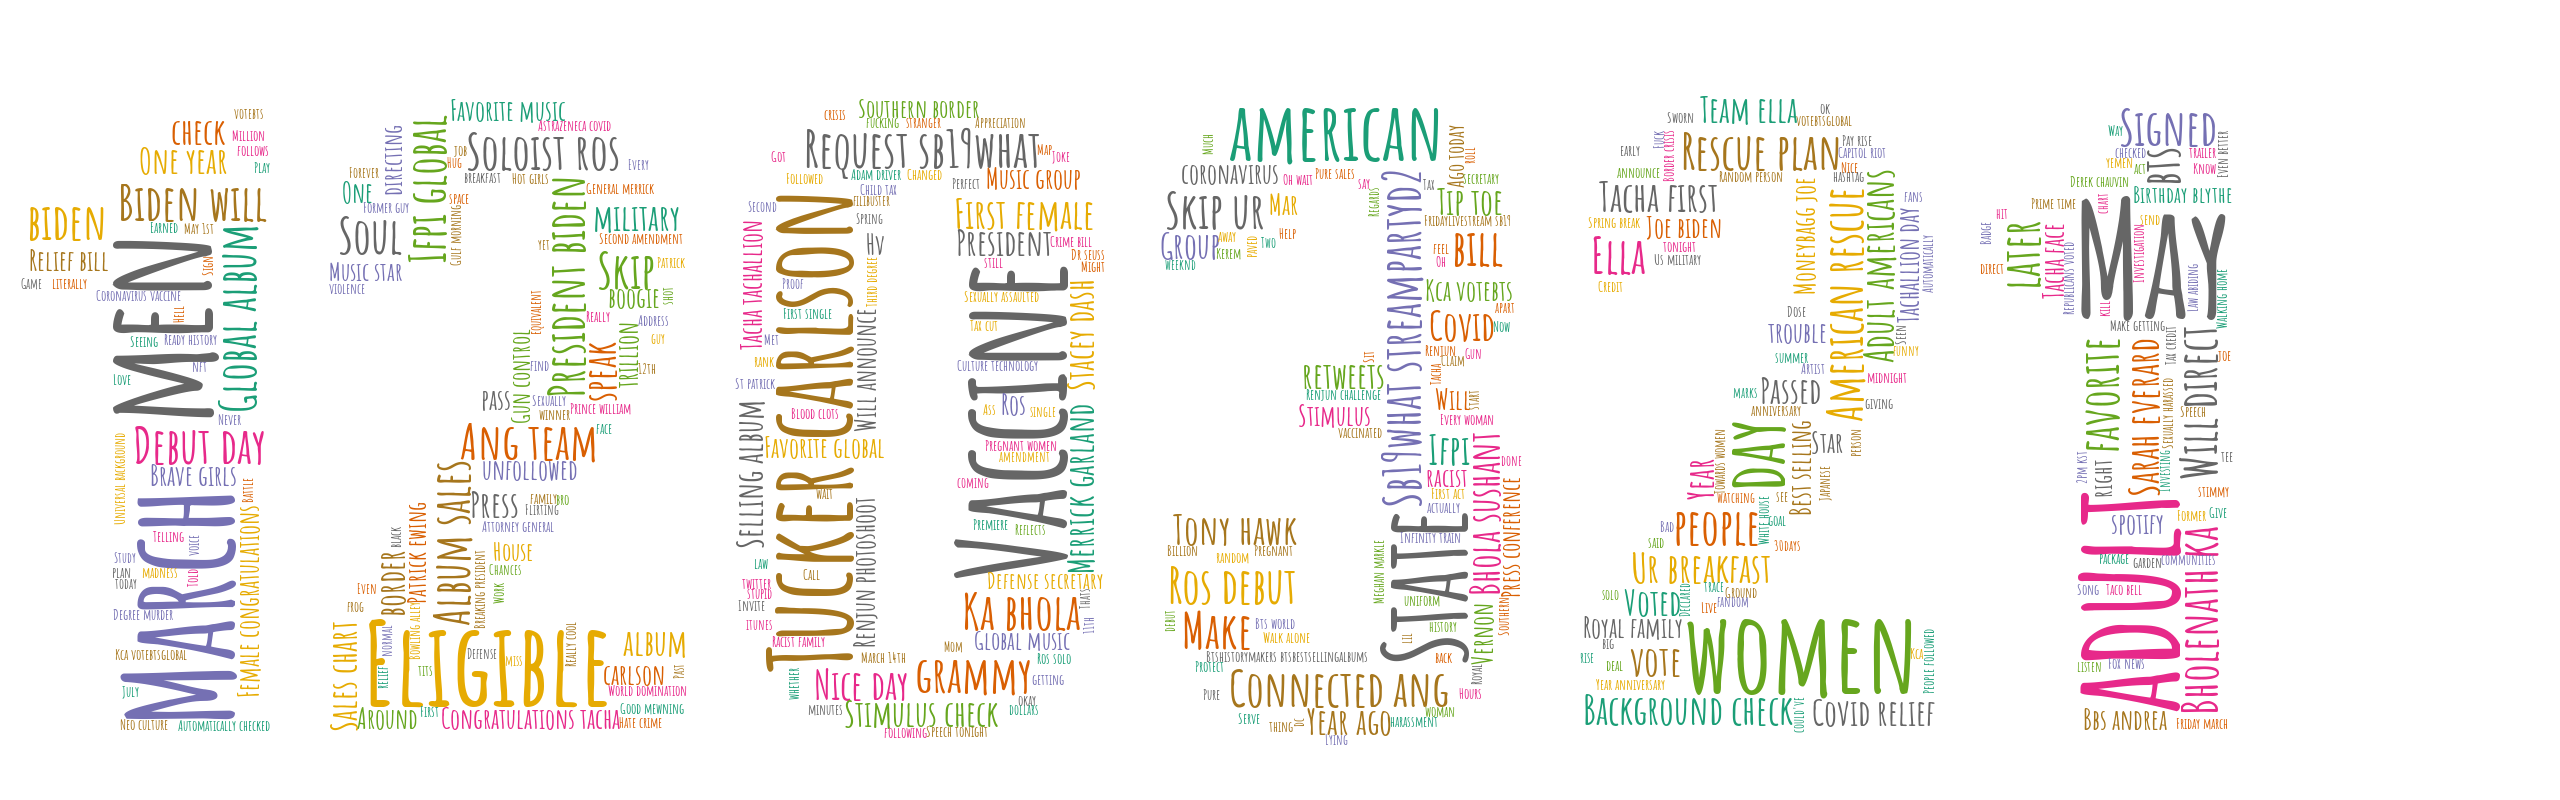 votebts
check
million
One year
follows
play
Biden will
Biden
earned
May 1st
Relief bill
sign
game
literally
Coronavirus vaccine
men
Global album
hell
seeing
ready history
NFT
love
never
Debut day
Brave girls
universal background
March
battle
Female congratulations
telling
voice
study
plan
madness
told
today
Degree murder
Kca votebtsglobal
July
Neo culture
automatically checked
Favorite music
AstraZeneca covid
Ifpi global
directing
Soloist ros
job
hug
every
forever
breakfast
hot girls
One
General Merrick
former guy
space
President Biden
Soul
military
Gulf morning
yet
Second amendment
Music star
Skip
Patrick
violence
boogie
shot
equivalent
really
address
trillion
guy
gun control
speak
find
12th
pass
sexually
winner
Prince William
Ang team
face
unfollowed
album sales
Press
family
bro
flirting
Attorney general
black
Patrick Ewing
border
House
chances
work
breaking president
even
frog
Sales chart
Eligible
normal
bowling alley
defense
miss
really cool
album
relief
tits
Carlson
past
world domination
Around
first
Congratulations Tacha
good mewning
hate crime
crisis
Southern border
fucking
stranger
appreciation
Request sb19what
map
joke
got
followed
Adam Driver
changed
perfect
Music group
child tax
filibuster
second
spring
First female
Tacha tachallion
Hv
President
crime bill
still
Dr Seuss
might
third degree
proof
sexually assaulted
First single
tax cut
Stacey Dash
met
will announce
rank
Culture technology
St Patrick
Tucker Carlson
vaccine
ass
Ros
single
blood clots
Selling album
Favorite global
pregnant women
amendment
Merrick Garland
coming
wait
Renjun photoshoot
premiere
reflects
law
call
Defense secretary
twitter
stupid
invite
Ka bhola
thats
11th
itunes
racist family
Global music
mom
March 14th
Ros solo
whether
Nice day
Grammy
getting
minutes
Stimulus check
okay
dollars
following
speech tonight
American
much
ago today
roll
coronavirus
oh wait
pure sales
say
tax
secretary
Skip ur
Mar
regards
Tip toe
fridaylivestream sb19
Group
away
Kerem
paved
two
help
weeknd
feel
oh
Bill
Kca votebts
apart
Covid
now
Renjun
claim
gun
sit
Tacha
retweets
Renjun challenge
Will
start
Stimulus
every woman
vaccinated
Sb19what streampartyd2
Ifpi
Bhola sushant
done
racist
first act
actually
Tony Hawk
infinity train
billion
random
pregnant
Press conference
Ros debut
Meghan Markle
State
uniform
debut
Make
BTS world
walk alone
history
lil
Vernon
southern
btshistorymakers btsbestsellingalbums
protect
back
royal
pure
Connected ang
hours
serve
woman
thing
DC
Year ago
harassment
lying
Team Ella
ok
sworn
votebtsglobal
fuck
border crisis
Rescue plan
pay rise
Capitol riot
early
nice
announce
random person
hashtag
Tacha first
Moneybagg Joe
American rescue
Adult Americans
fans
spring break
Joe Biden
Tachallion day
Ella
tonight
US military
automatically
credit
dose
trouble
seen
funny
summer
artist
midnight
marks
Passed
anniversary
giving
Day
Star
person
towards women
Best selling
Year
Japanese
watching
see
White House
goal
bad
People
said
30days
Ur breakfast
trace
solo
Voted
declared
ground
live
fandom
Royal family
big
Women
rise
deal
vote
Kca
people followed
Year anniversary
Background check
could've
Covid relief
way
Signed
even better
checked
trailer
Yemen
act
BTS
know
Derek Chauvin
Birthday Blythe
prime time
chart
hit
send
badge
May
Later
Tacha face
Republicans voted
investigation
direct
law abiding
walking home
kill
make getting
Favorite
Sarah Everard
tax credit
Will direct
joe
sexually harassed
speech
2pm KST
right
investing
tee
stimmy
Adult
spotify
former
give
package
garden
communities
song
Taco Bell
Bholenath ka
listen
Fox News
Bbs Andrea
Friday March